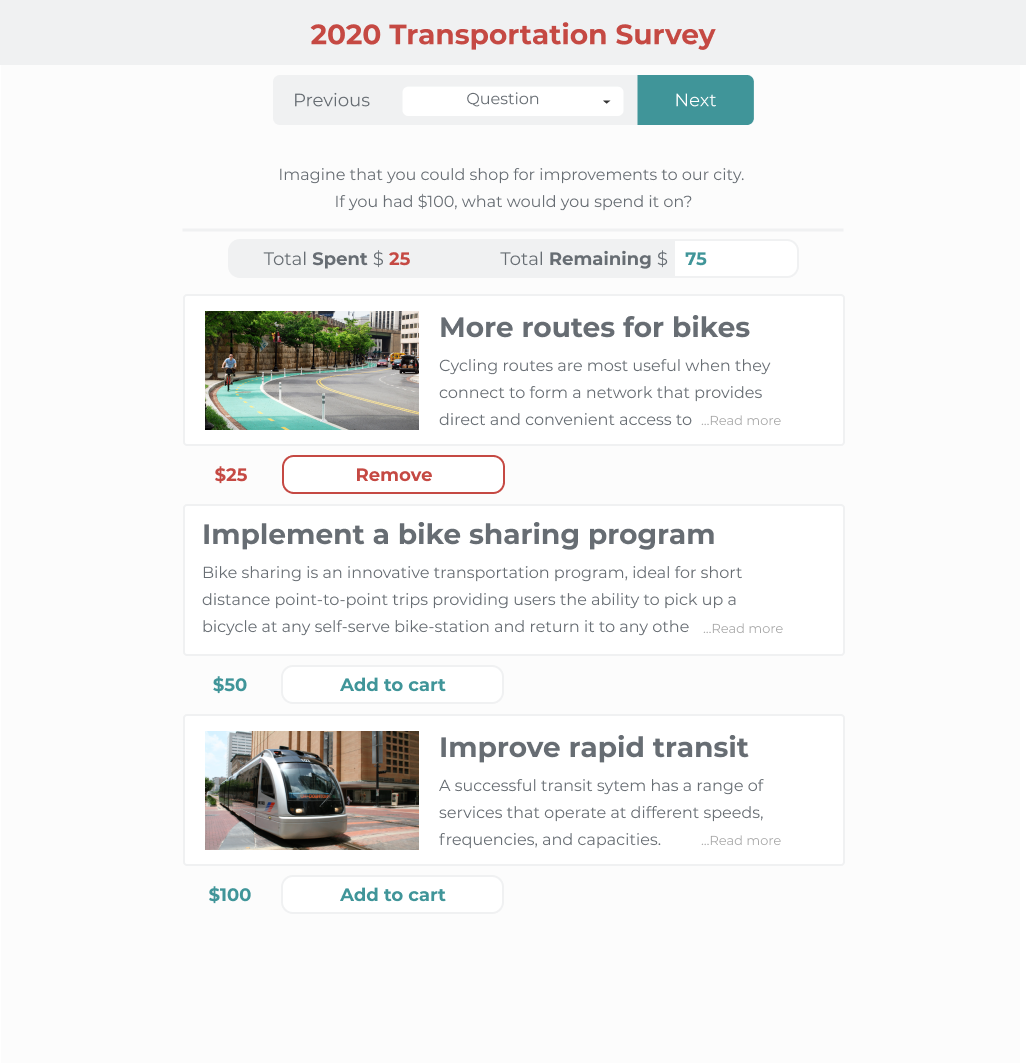 2020 Transportation Survey
Previous Question Next
Imagine that you could shop for improvements to our city.
If you had $100, what would you spend it on?
Total Spent $ 25 Total Remaining $ 75
More routes for bikes
Cycling routes are most useful when they
connect to form a network that provides
direct and convenient access to ...Read more
$25 Remove
Implement a bike sharing program
Bike sharing is an innovative transportation program, ideal for short
distance point-to-point trips providing users the ability to pick up a
bicycle at any self-serve bike-station and return it to any othe ...Read more
$50 Add to cart
Improve rapid transit
A successful transit sytem has a range of
services that operate at different speeds,
frequencies, and capacities. ...Read more
$100 Add to cart